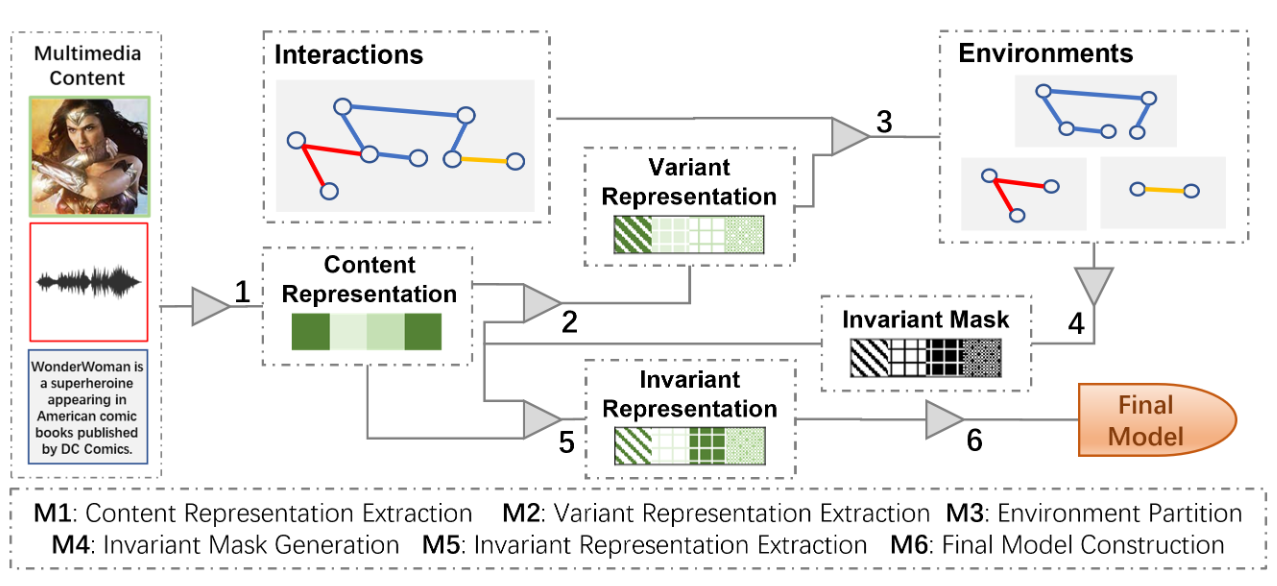 Multimedia
Content
WonderWoman is
a superheroine
appearing in
American comic
books published
by DC Comics.
1
Interactions
Content
Representation
2
Variant
Representation
3
Environments
4
Invariant Mask
5
Invariant
Representation
6
Final
Model
M1: Content Representation Extraction M2: Variant Representation Extraction M3: Environment Partition
M4: Invariant Mask Generation M5: Invariant Representation Extraction M6: Final Model Construction